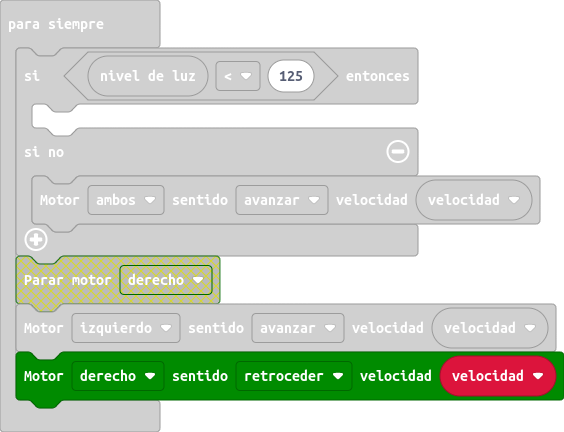 para siempre
si nivel de luz < 125 entonces
si no
Motor ambos sentido avanzar velocidad velocidad
Parar motor derecho
Motor izquierdo sentido avanzar velocidad velocidad
Motor derecho sentido retroceder velocidad velocidad